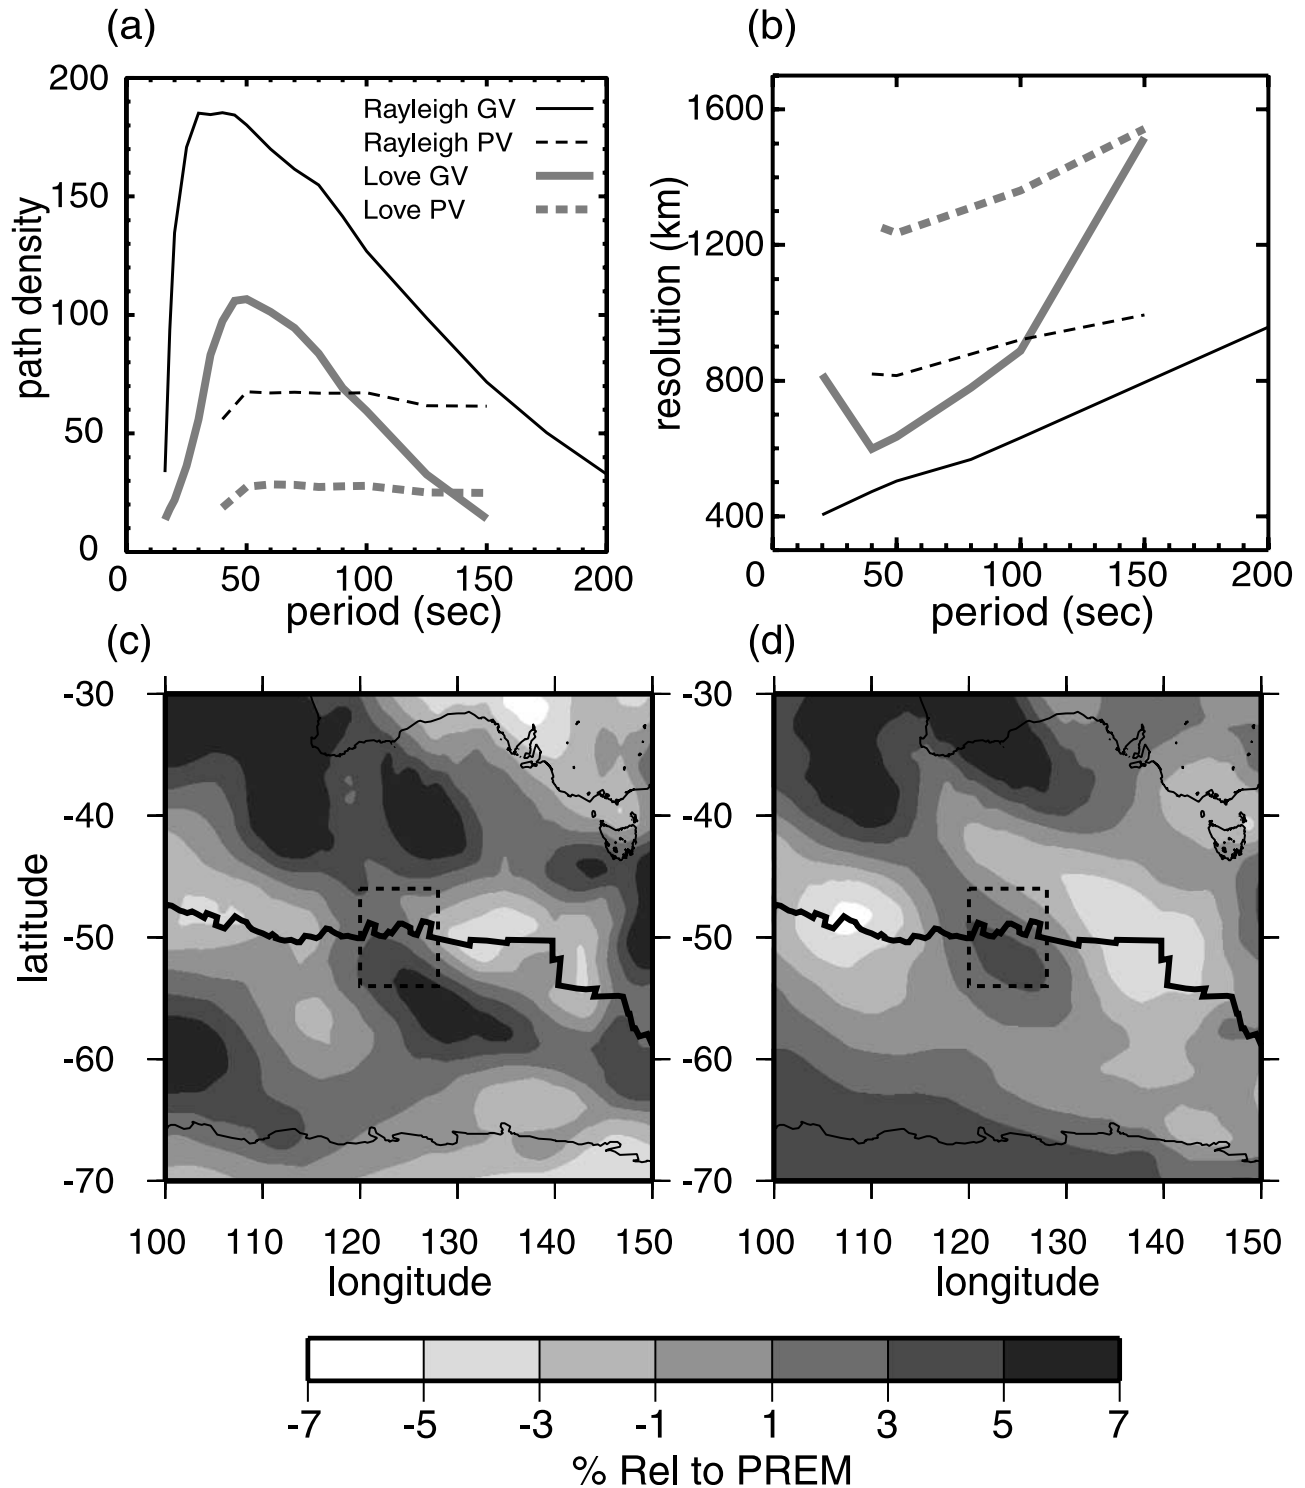 (a)
200
150
100
50
0
path density
Rayleigh GV
Rayleigh PV
Love GV
Love PV
0 50 100 150 200
period (sec)
(b)
1600
1200
800
400
resolution (km)
0 50 100 150 200
period (sec)
(c)
-30
-40
-50
-60
-70
latitude
100 110 120 130 140 150
longitude
(d)
-30
-40
-50
-60
-70
100 110 120 130 140 150
longitude
-7 -5 -3 -1 1 3 5 7
% Rel to PREM